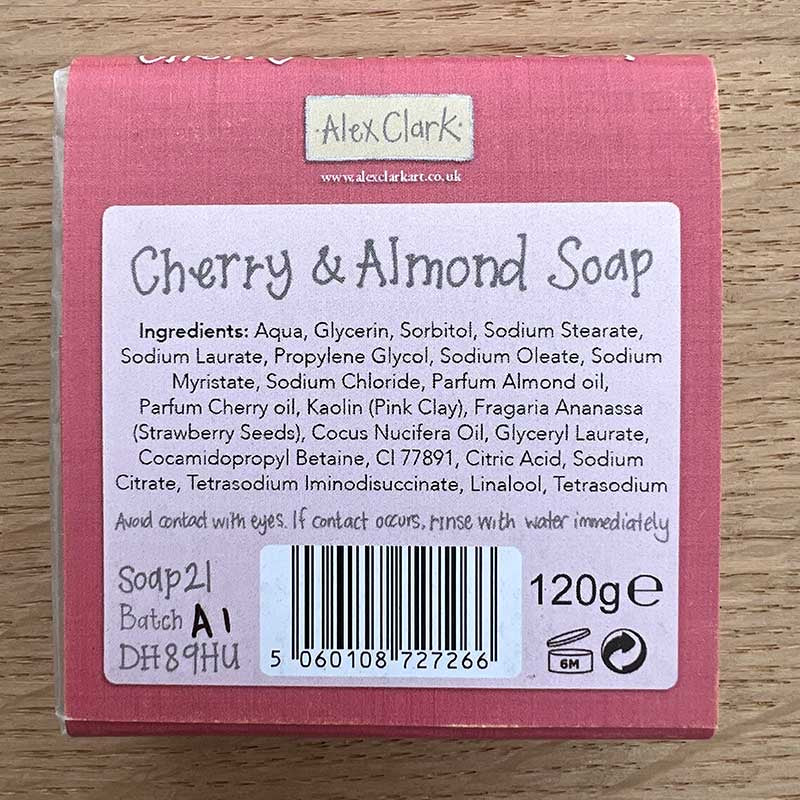 ·Alex Clark·
www.alexclarkart.co.uk
Cherry & Almond Soap
Ingredients: Aqua, Glycerin, Sorbitol, Sodium Stearate,
Sodium Laurate, Propylene Glycol, Sodium Oleate, Sodium
Myristate, Sodium Chloride, Parfum Almond oil,
Parfum Cherry oil, Kaolin (Pink Clay), Fragaria Ananassa
(Strawberry Seeds), Cocus Nucifera Oil, Glyceryl Laurate,
Cocamidopropyl Betaine, CI 77891, Citric Acid, Sodium
Citrate, Tetrasodium Iminodisuccinate, Linalool, Tetrasodium
Avoid contact with eyes. If contact occurs, rinse with water immediately
Soap21
Batch A1
DH89HU
5 060108 727266
120g℮
6M